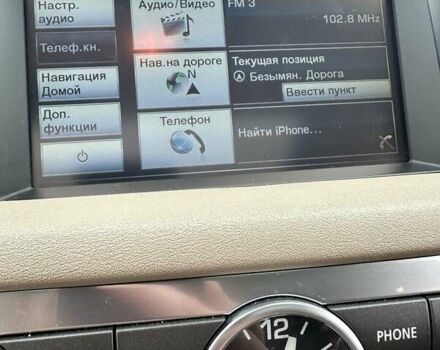 Настр.
аудио
Телеф.кн.
Навигация
Домой
Доп.
функции
Аудио/Видео
Нав.на дороге
N
Телефон
FM 3
102.8 MHz
Текущая позиция
Безымян. Дорога
Ввести пункт
Найти iPhone...
12
PHONE